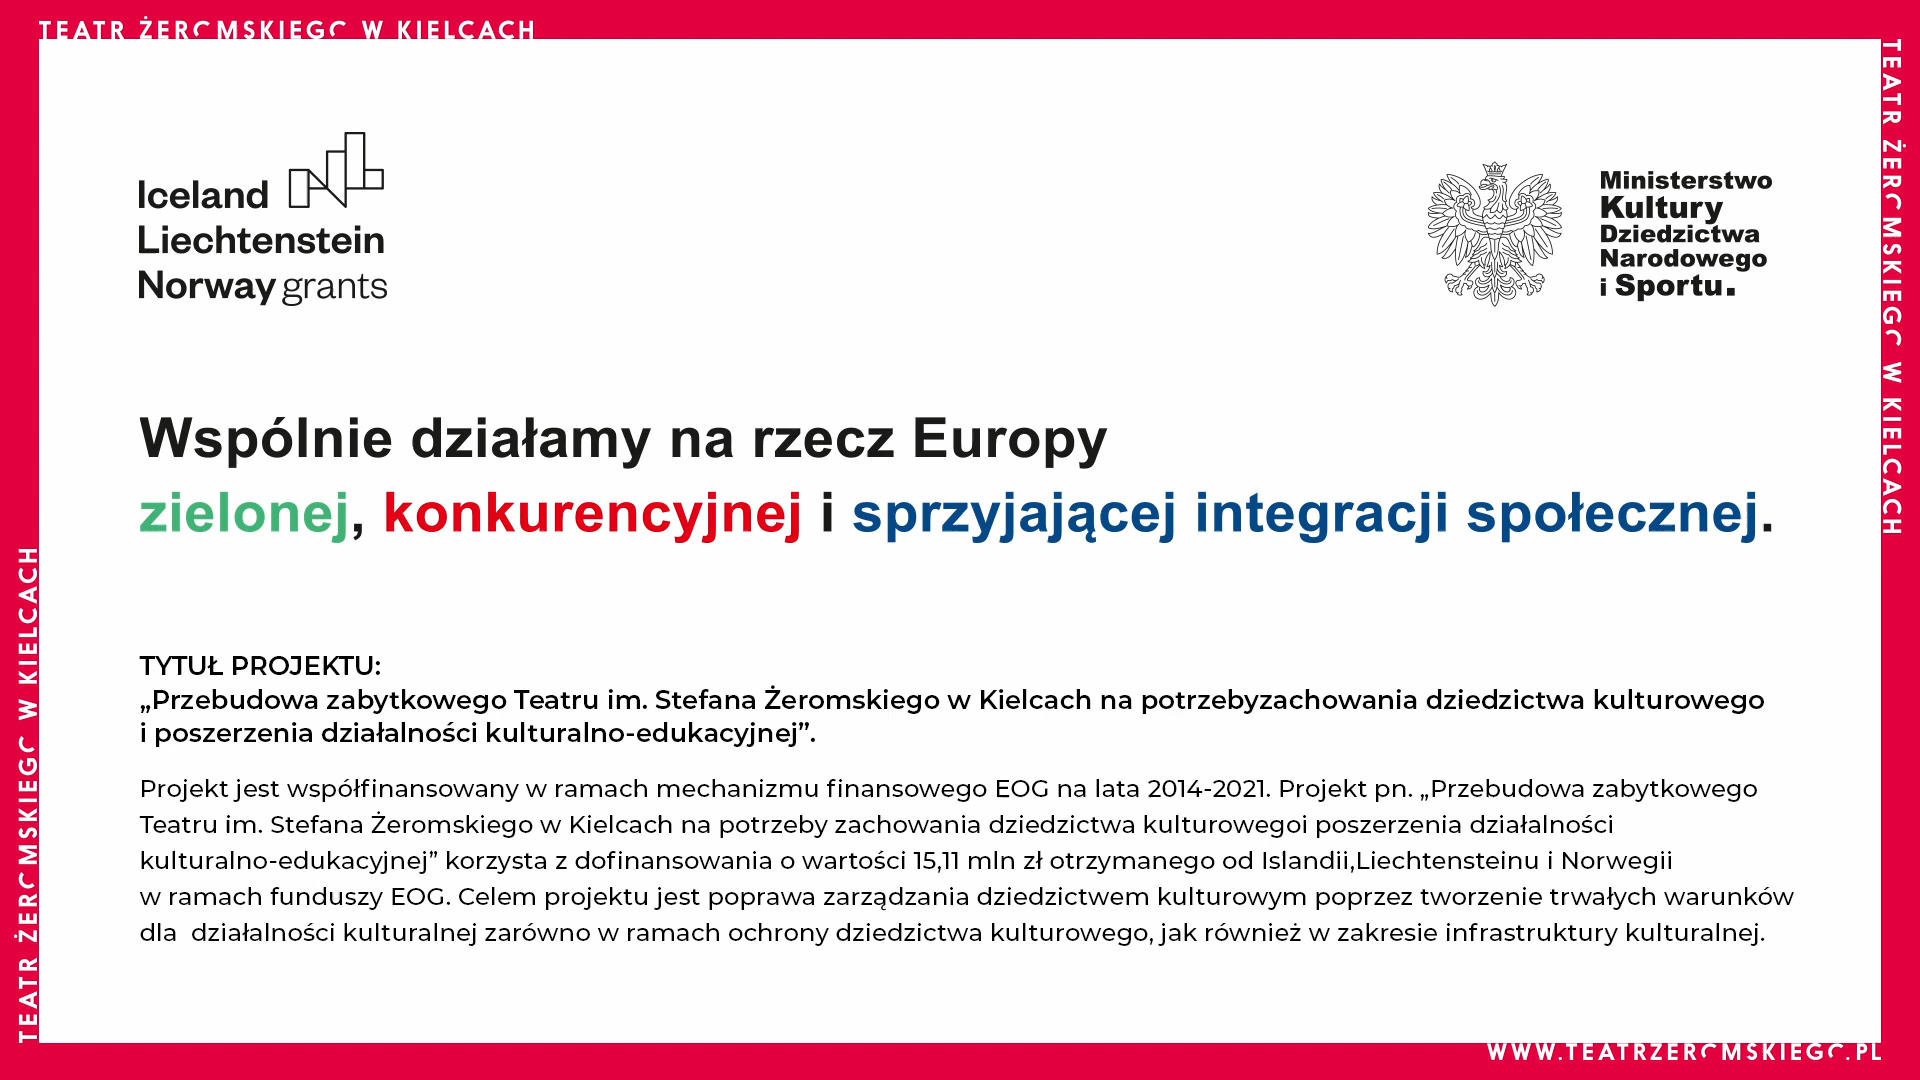 TEATR ŻEROMSKIEGO W KIELCACH
TEATR ŻEROMSKIEGO W KIELCACH
Iceland
Liechtenstein
Norway grants
Ministerstwo
Kultury
Dziedzictwa
Narodowego
i Sportu.
Wspólnie działamy na rzecz Europy
zielonej, konkurencyjnej i sprzyjającej integracji społecznej.
TYTUŁ PROJEKTU:
„Przebudowa zabytkowego Teatru im. Stefana Żeromskiego w Kielcach na potrzebyzachowania dziedzictwa kulturowego
i poszerzenia działalności kulturalno-edukacyjnej”.
Projekt jest współfinansowany w ramach mechanizmu finansowego EOG na lata 2014-2021. Projekt pn. „Przebudowa zabytkowego
Teatru im. Stefana Żeromskiego w Kielcach na potrzeby zachowania dziedzictwa kulturowegoi poszerzenia działalności
kulturalno-edukacyjnej” korzysta z dofinansowania o wartości 15,11 mln zł otrzymanego od Islandii,Liechtensteinu i Norwegii
w ramach funduszy EOG. Celem projektu jest poprawa zarządzania dziedzictwem kulturowym poprzez tworzenie trwałych warunków
dla  działalności kulturalnej zarówno w ramach ochrony dziedzictwa kulturowego, jak również w zakresie infrastruktury kulturalnej.
TEATR ŻEROMSKIEGO W KIELCACH
WWW.TEATRZEROMSKIEGO.PL